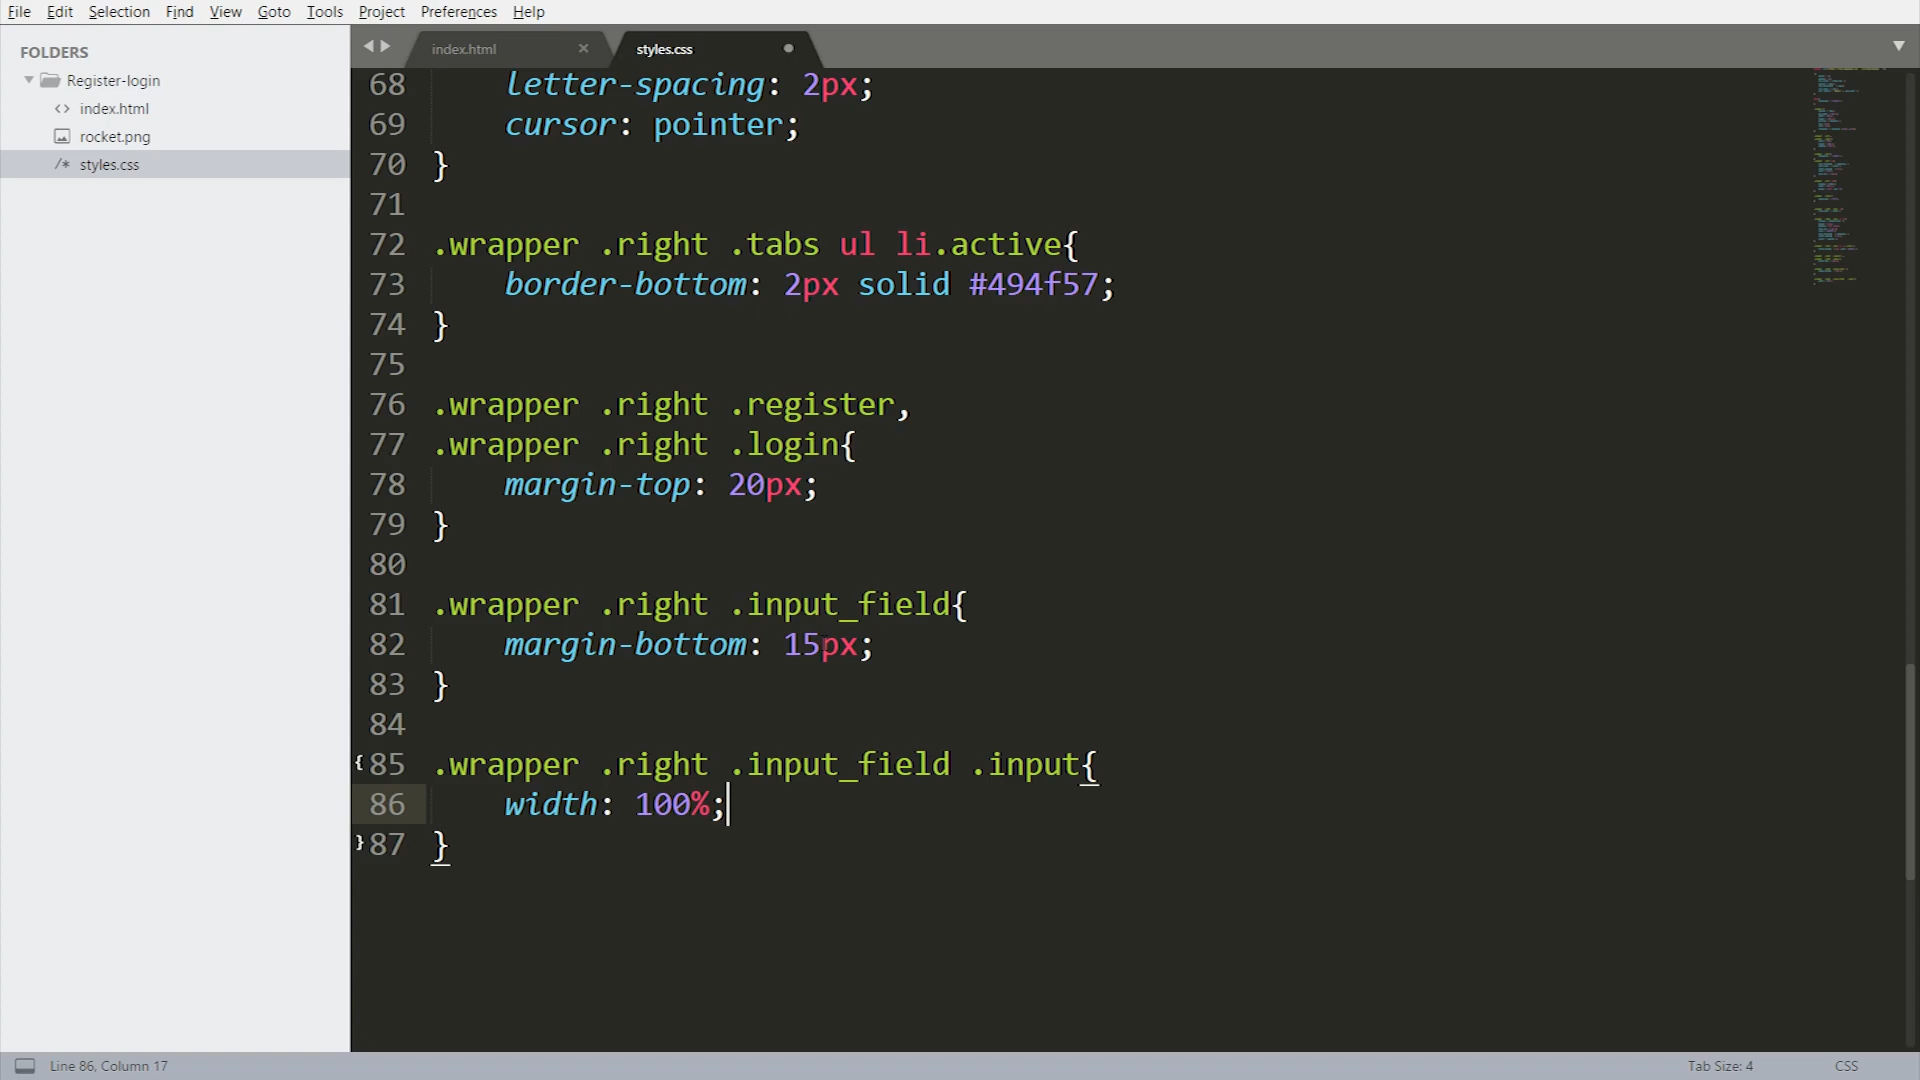 File Edit Selection Find View Goto Tools Project Preferences Help
FOLDERS
Register-login
<> index.html
rocket.png
/* styles.css
index.html ×
styles.css
68 letter-spacing: 2px;
69 cursor: pointer;
70 }
71
72 .wrapper .right .tabs ul li.active{
73 border-bottom: 2px solid #494f57;
74 }
75
76 .wrapper .right .register,
77 .wrapper .right .login{
78 margin-top: 20px;
79 }
80
81 .wrapper .right .input_field{
82 margin-bottom: 15px;
83 }
84
85 .wrapper .right .input_field .input{
86 width: 100%;
87 }
Line 86, Column 17
Tab Size: 4
CSS